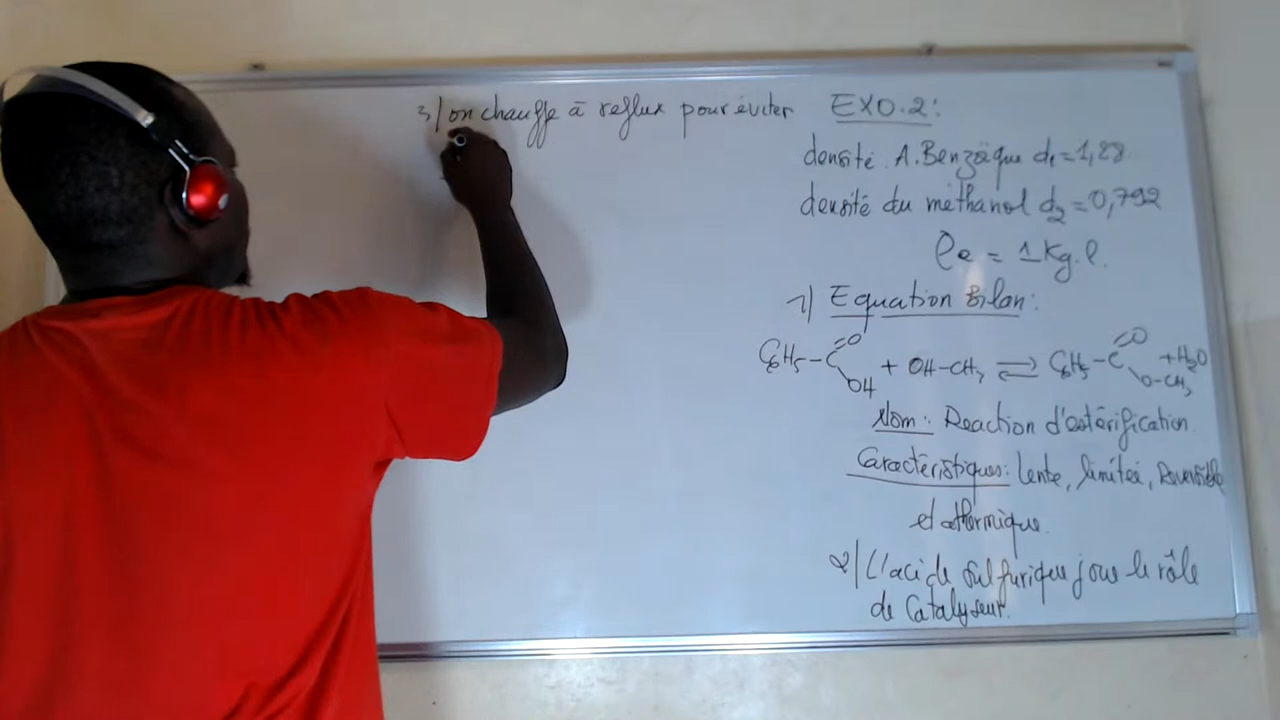 EXO.2:
densité A.Benzoïque d₁=1,28
densité du méthanol d₂=0,792
ρe = 1 Kg.l
1) Equation Bilan:
C₆H₅-C(=O)OH + OH-CH₃ ⇌ C₆H₅-C(=O)O-CH₃ + H₂O
Nom: Reaction d'estérification
Caractéristiques: lente, limitée, Reversible
et athermique.
2/ L'acide sulfurique joue le rôle
de Catalyseur.
3/ on chauffe à reflux pour éviter